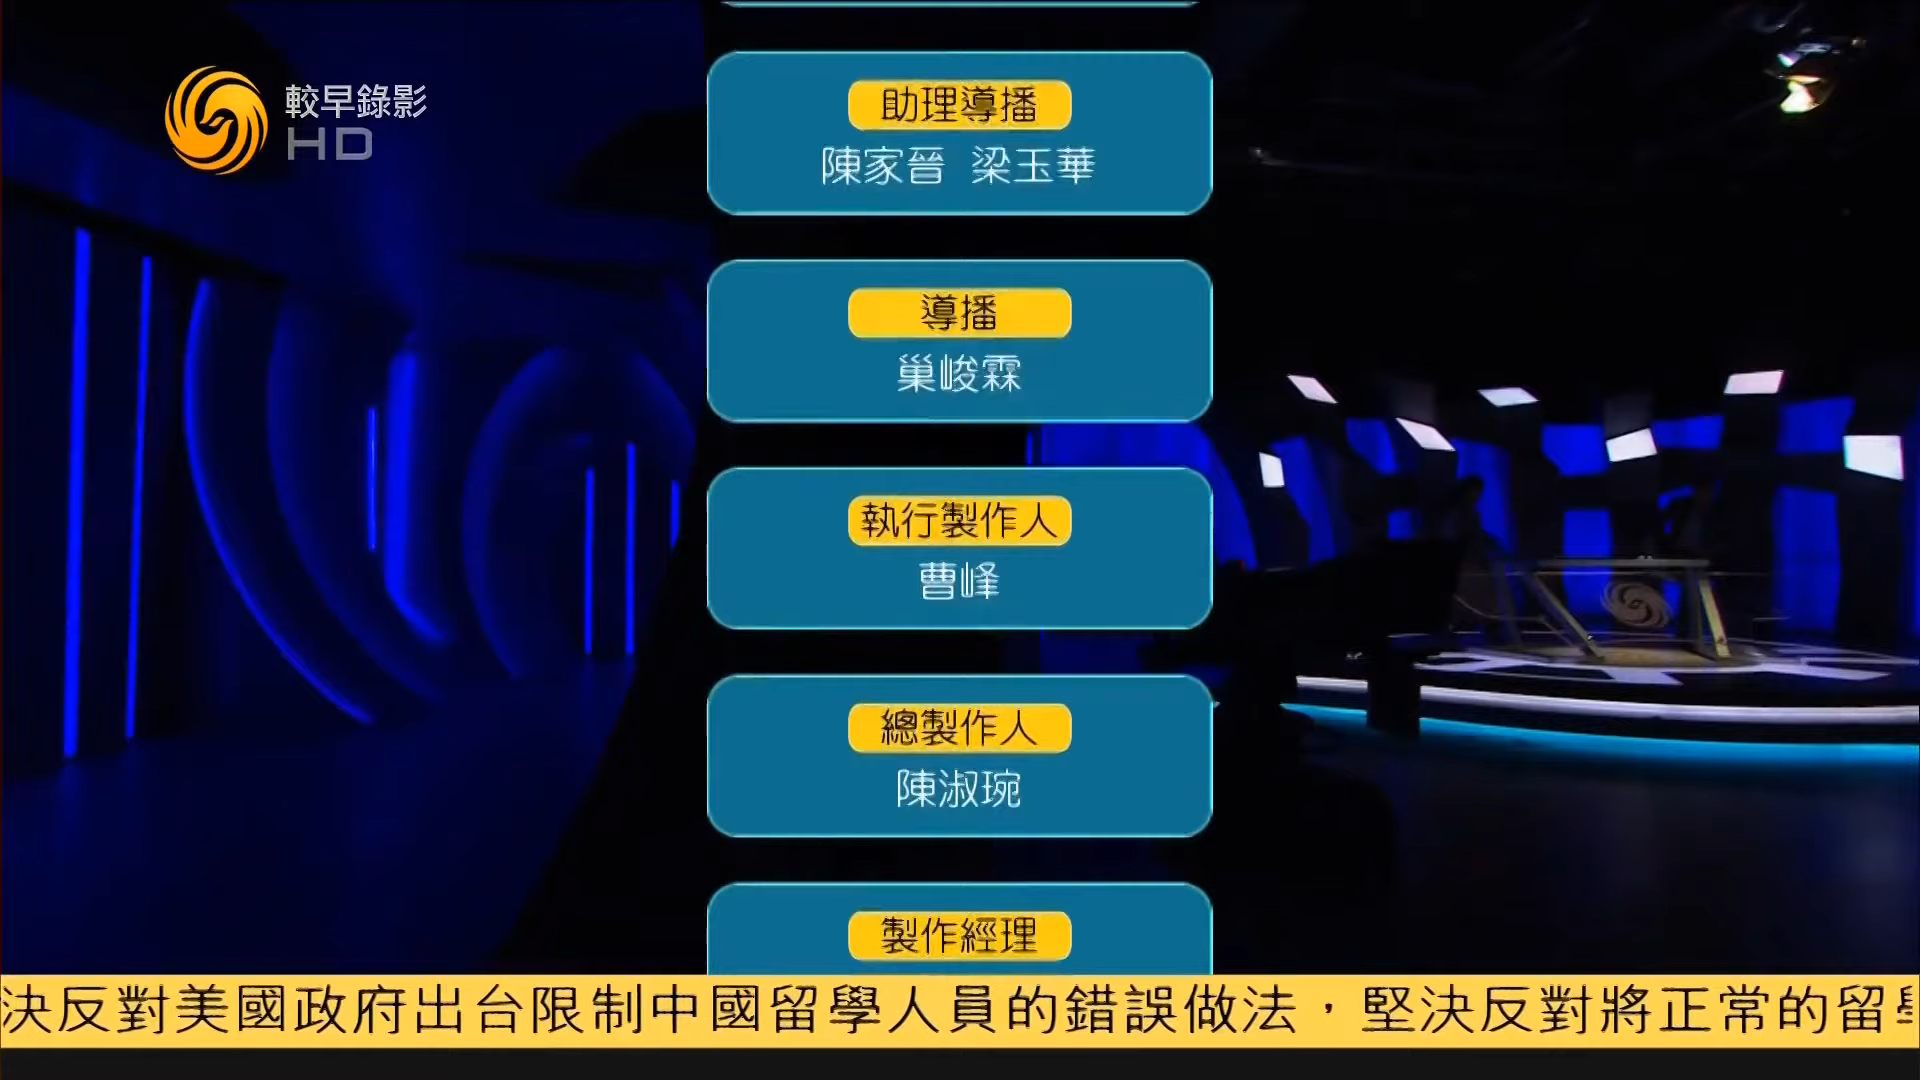 較早錄影
HD
助理導播
陳家晉 梁玉華
導播
巢峻霖
執行製作人
曹峰
總製作人
陳淑琬
製作經理
決反對美國政府出台限制中國留學人員的錯誤做法，堅決反對將正常的留